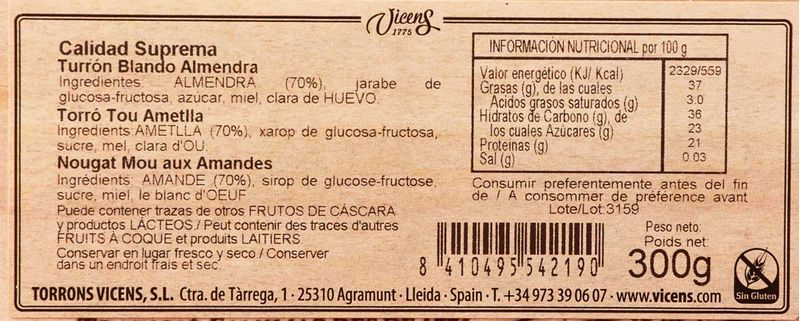 Vicens
1775
Calidad Suprema
Turrón Blando Almendra
Ingredientes: ALMENDRA (70%), jarabe de
glucosa-fructosa, azúcar, miel, clara de HUEVO.
Torró Tou Ametlla
Ingredients: AMETLLA (70%), xarop de glucosa-fructosa,
sucre, mel, clara d'OU.
Nougat Mou aux Amandes
Ingrédients: AMANDE (70%), sirop de glucose-fructose,
sucre, miel, le blanc d'OEUF
Puede contener trazas de otros FRUTOS DE CÁSCARA
y productos LÁCTEOS / Peut contenir des traces d'autres
FRUITS À COQUE et produits LAITIERS
Conservar en lugar fresco y seco / Conserver
dans un endroit frais et sec.
INFORMACIÓN NUTRICIONAL por 100 g
Valor energético (KJ/ Kcal) 2329/559
Grasas (g), de las cuales 37
Ácidos grasos saturados (g) 3.0
Hidratos de Carbono (g), de 36
los cuales Azúcares (g) 23
Proteínas (g) 21
Sal (g) 0.03
Consumir preferentemente antes del fin
de / A consommer de préférence avant
Lote/Lot:3159
8 410495 542190
Peso neto:
Poids net:
300g
Sin Gluten
TORRONS VICENS, S.L. Ctra. de Tàrrega, 1 · 25310 Agramunt · Lleida · Spain · T. +34 973 39 06 07 · www.vicens.com